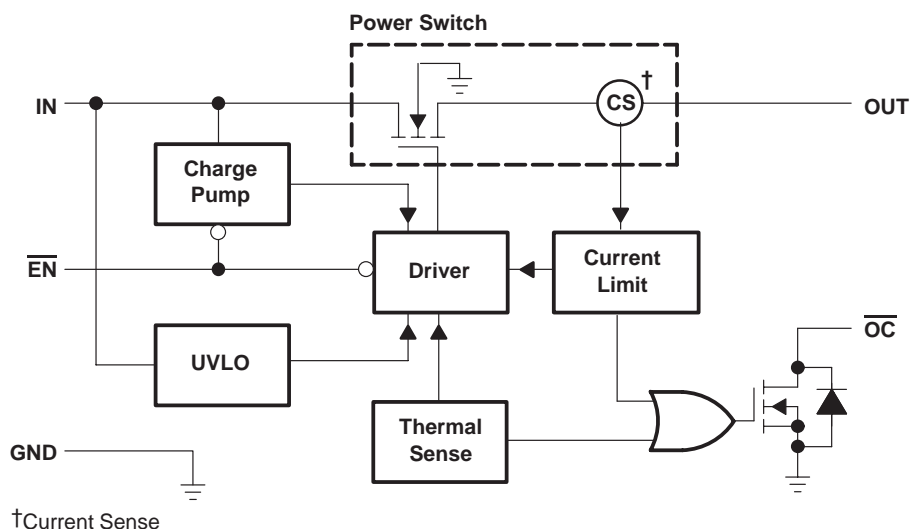 Power Switch
†
IN
CS
OUT
Charge
Pump
EN
Driver
Current
Limit
OC
UVLO
Thermal
Sense
GND
†Current Sense